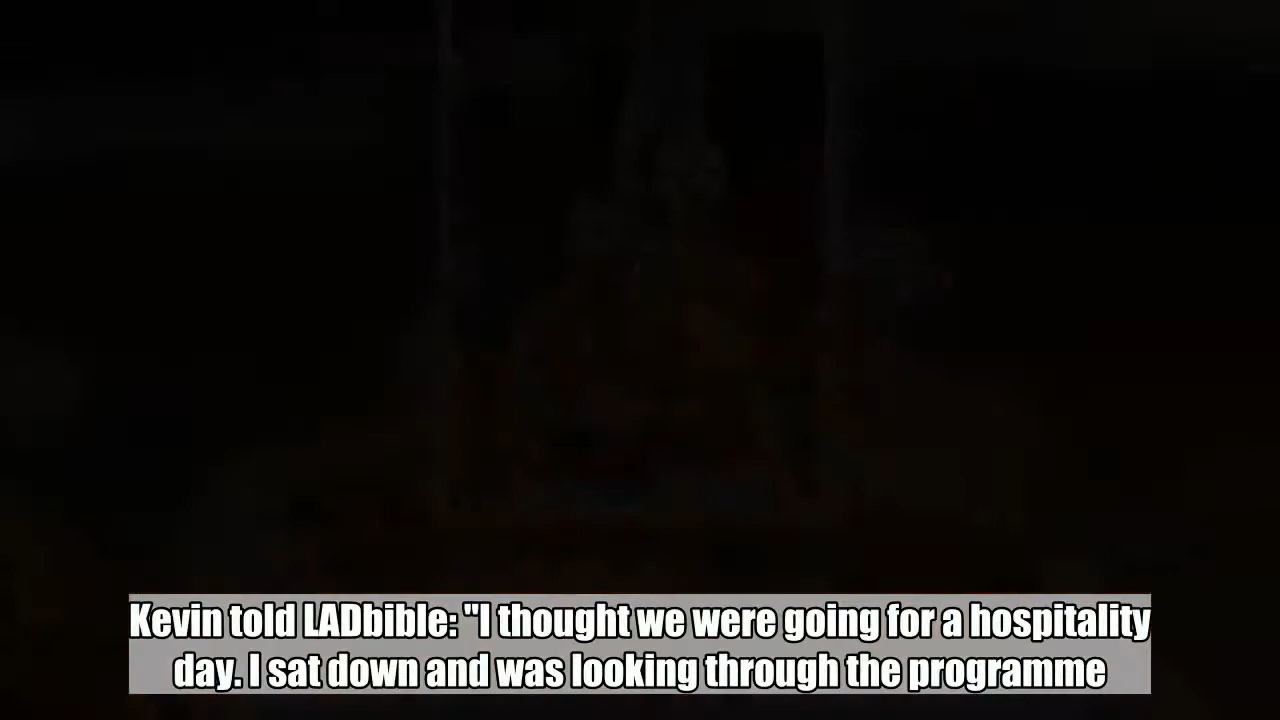 Kevin told LADbible: "I thought we were going for a hospitality
day. I sat down and was looking through the programme